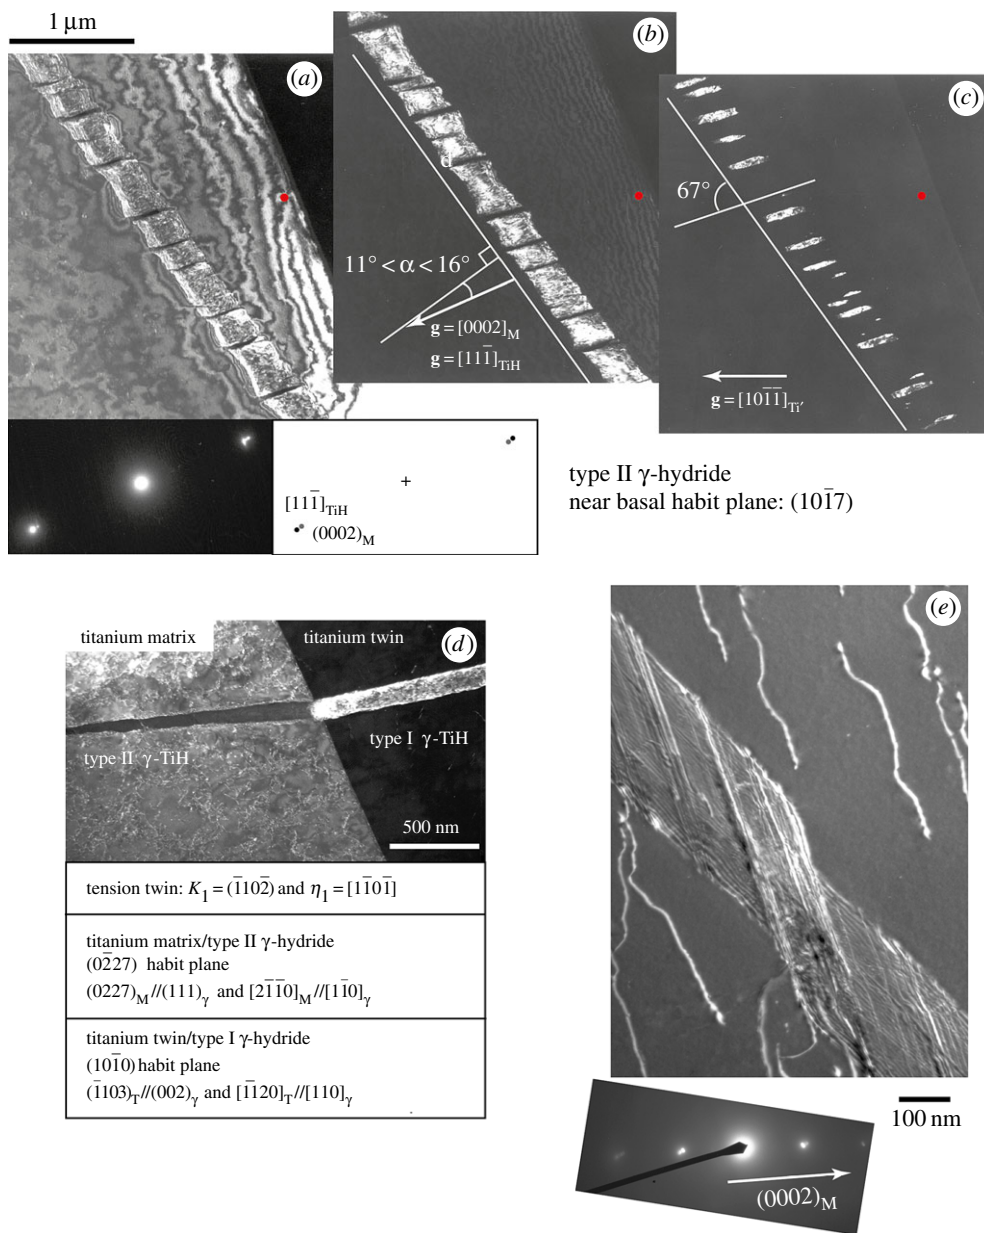 1 μm
(a)
(b)
(c)
d
11° < α < 16°
g = [0002]M
g = [111̅]TiH
67°
g = [101̅1̅]Ti′
[111̅]TiH
+
(0002)M
type II γ-hydride
near basal habit plane: (101̅7)
titanium matrix
titanium twin
(d)
type II γ-TiH
type I γ-TiH
500 nm
tension twin: K1 = (1̅102̅) and η1 = [11̅01̅]
titanium matrix/type II γ-hydride
(02̅27) habit plane
(0227)M//(111)γ and [21̅1̅0]M//[11̅0]γ
titanium twin/type I γ-hydride
(101̅0) habit plane
(1̅103)T//(002)γ and [1̅1̅20]T//[110]γ
(e)
100 nm
(0002)M